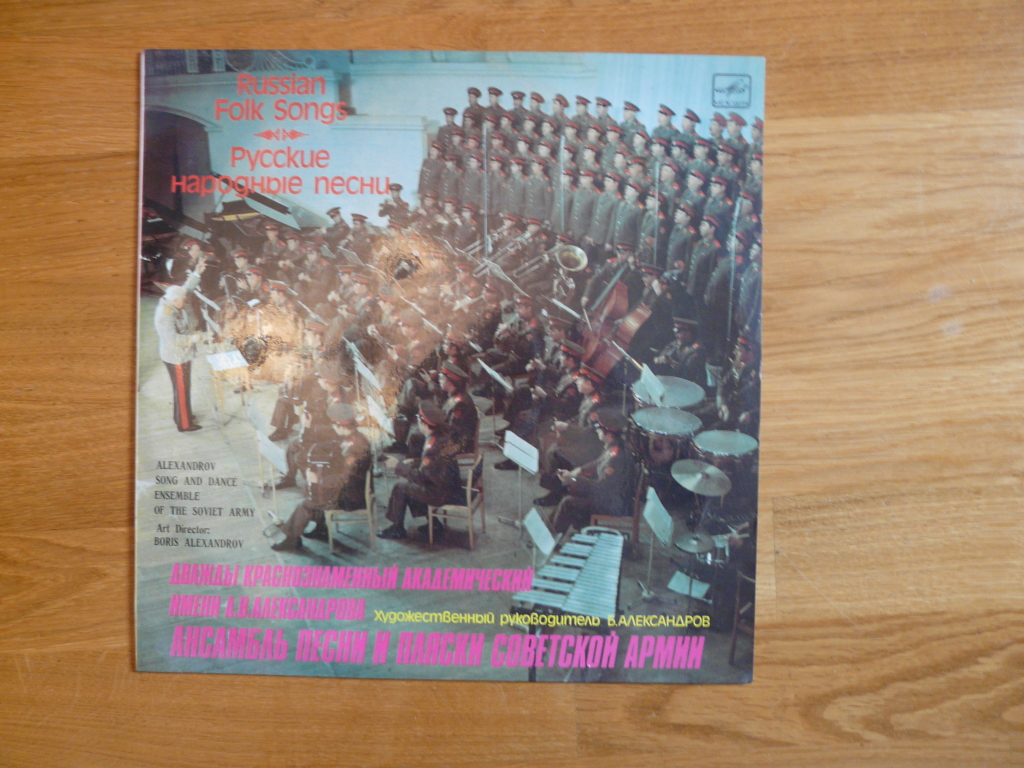 Russian
Folk Songs
Русские
народные песни
ALEXANDROV
SONG AND DANCE
ENSEMBLE
OF THE SOVIET ARMY
Art Director:
BORIS ALEXANDROV
ДВАЖДЫ КРАСНОЗНАМЕННЫЙ АКАДЕМИЧЕСКИЙ
ИМЕНИ А.В.АЛЕКСАНДРОВА
Художественный руководитель Б.АЛЕКСАНДРОВ
АНСАМБЛЬ ПЕСНИ И ПЛЯСКИ СОВЕТСКОЙ АРМИИ